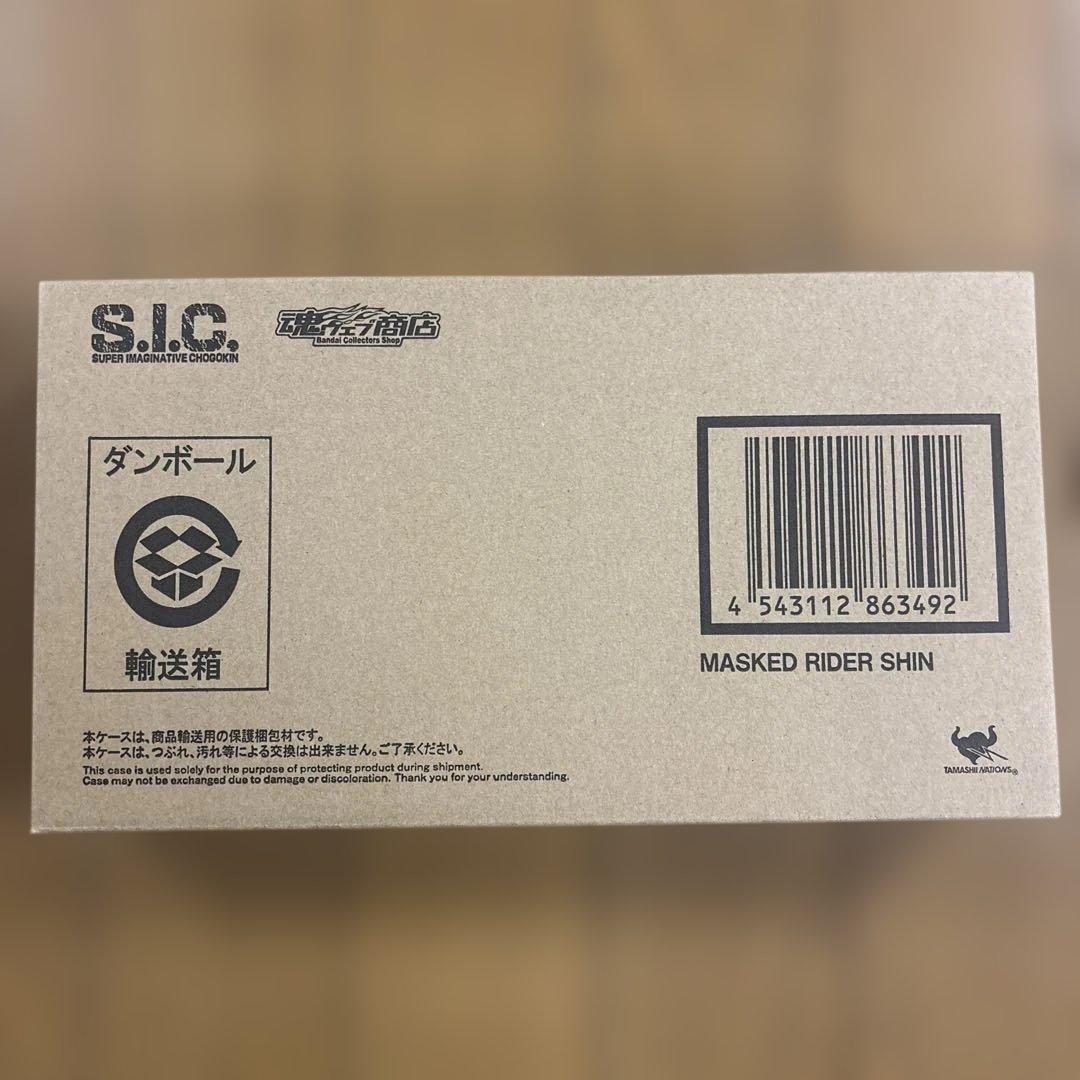 S.I.C.
SUPER IMAGINATIVE CHOGOKIN
魂ウェブ商店
Bandai Collectors Shop
ダンボール
輸送箱
4 543112 863492
MASKED RIDER SHIN
本ケースは、商品輸送用の保護梱包材です。
本ケースは、つぶれ、汚れ等による交換は出来ません。ご了承ください。
This case is used solely for the purpose of protecting product during shipment.
Case may not be exchanged due to damage or discoloration. Thank you for your understanding.
TAMASHII NATIONS®